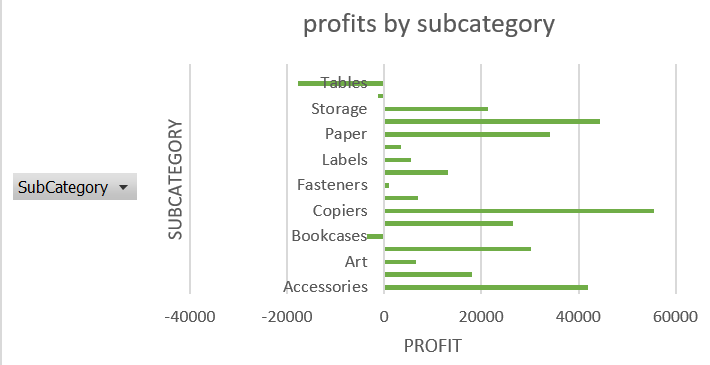 profits by subcategory
SubCategory
SUBCATEGORY
Tables
Storage
Paper
Labels
Fasteners
Copiers
Bookcases
Art
Accessories
-40000 -20000 0 20000 40000 60000
PROFIT